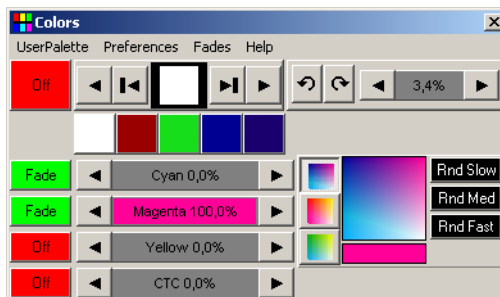 Colors
UserPalette Preferences Fades Help
Off 3,4%
Fade Cyan 0,0% Rnd Slow
Fade Magenta 100,0% Rnd Med
Off Yellow 0,0% Rnd Fast
Off CTC 0,0%